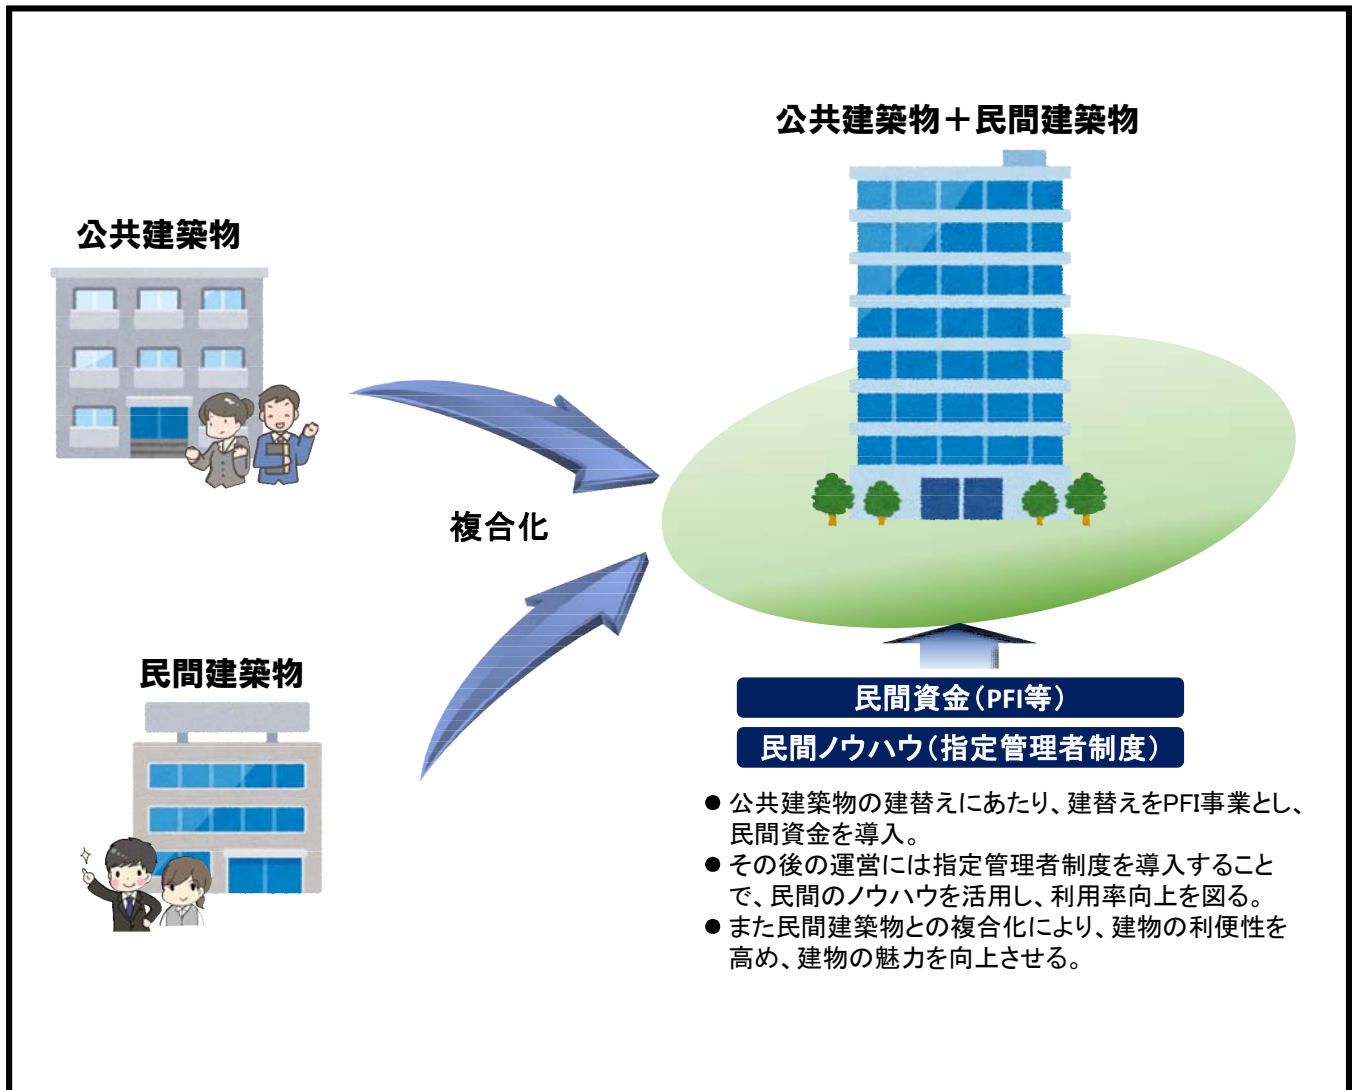 公共建築物＋民間建築物
公共建築物
複合化
民間建築物
民間資金（PFI等）
民間ノウハウ（指定管理者制度）
● 公共建築物の建替えにあたり、建替えをPFI事業とし、
民間資金を導入。
● その後の運営には指定管理者制度を導入すること
で、民間のノウハウを活用し、利用率向上を図る。
● また民間建築物との複合化により、建物の利便性を
高め、建物の魅力を向上させる。